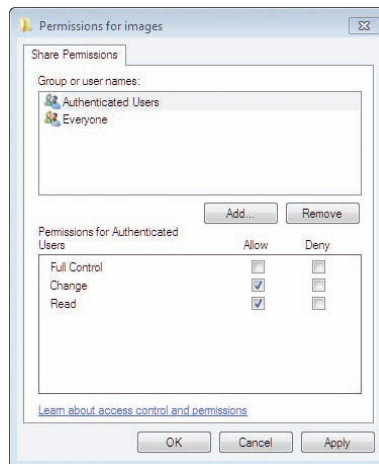 Permissions for images
Share Permissions
Group or user names:
Authenticated Users
Everyone
Add...
Remove
Permissions for Authenticated
Users
Allow
Deny
Full Control
Change
Read
Learn about access control and permissions
OK
Cancel
Apply